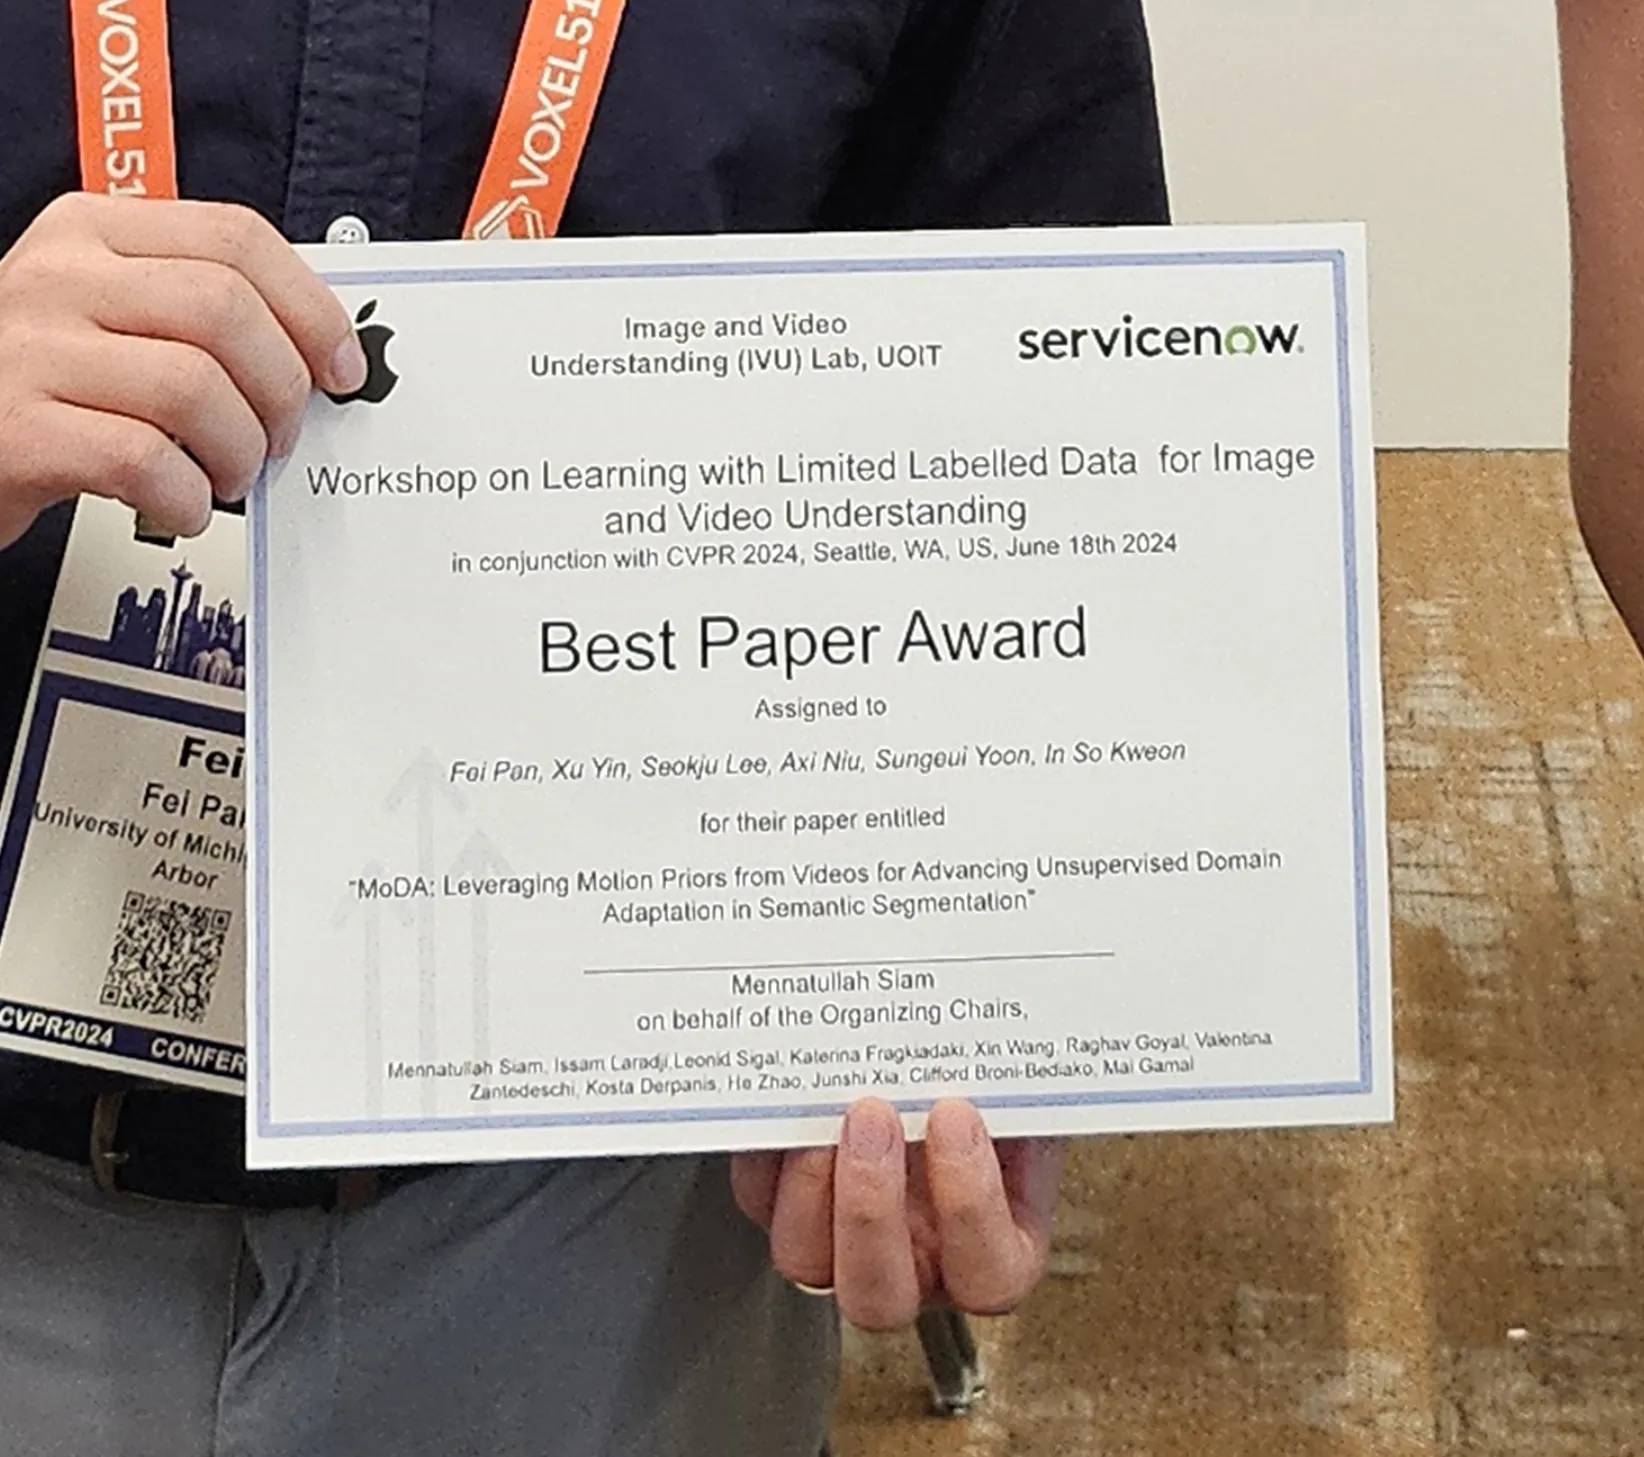 VOXEL51
VOXEL51
Image and Video
Understanding (IVU) Lab, UOIT
servicenow
Workshop on Learning with Limited Labelled Data for Image
and Video Understanding
in conjunction with CVPR 2024, Seattle, WA, US, June 18th 2024
Best Paper Award
Assigned to
Fei Pan, Xu Yin, Seokju Lee, Axi Niu, Sungeui Yoon, In So Kweon
for their paper entitled
"MoDA: Leveraging Motion Priors from Videos for Advancing Unsupervised Domain
Adaptation in Semantic Segmentation"
Mennatullah Siam
on behalf of the Organizing Chairs,
Mennatullah Siam, Issam Laradji, Leonid Sigal, Katerina Fragkiadaki, Xin Wang, Raghav Goyal, Valentina
Zantedeschi, Kosta Derpanis, He Zhao, Junshi Xia, Clifford Broni-Bediako, Mai Gamal
Fei
Fei Pa
University of Michi
Arbor
CVPR2024 CONFER